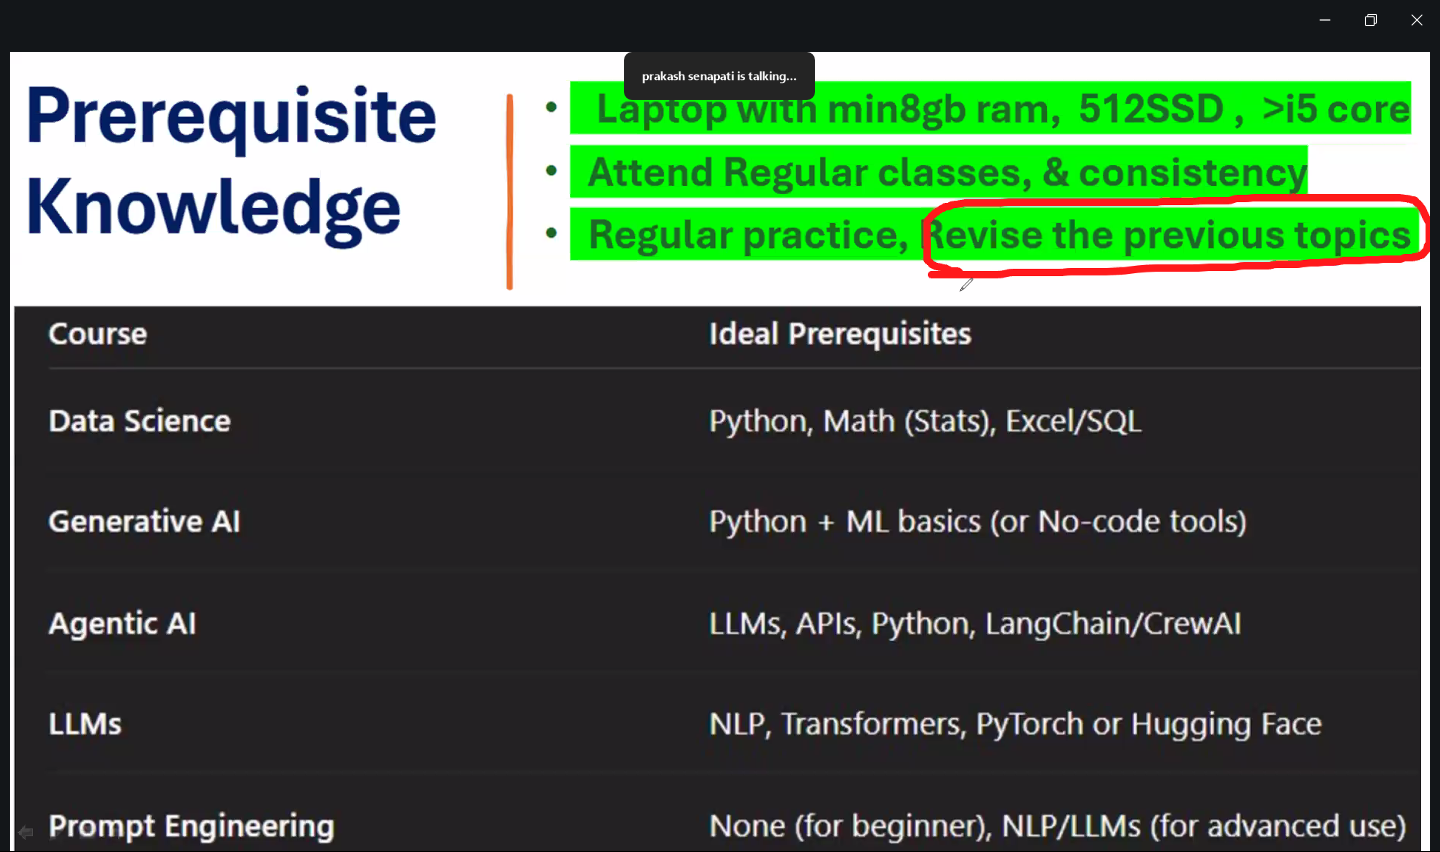 prakash senapati is talking...
Prerequisite
Knowledge
• Laptop with min8gb ram, 512SSD , >i5 core
• Attend Regular classes, & consistency
• Regular practice, Revise the previous topics
Course Ideal Prerequisites
Data Science Python, Math (Stats), Excel/SQL
Generative AI Python + ML basics (or No-code tools)
Agentic AI LLMs, APIs, Python, LangChain/CrewAI
LLMs NLP, Transformers, PyTorch or Hugging Face
Prompt Engineering None (for beginner), NLP/LLMs (for advanced use)